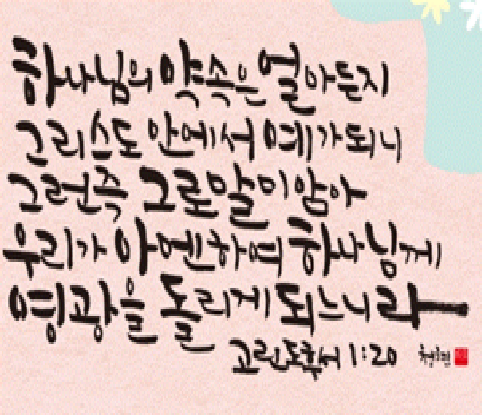 하나님의 약속은 얼마든지
그리스도 안에서 예가 되니
그런즉 그로 말미암아
우리가 아멘하여 하나님께
영광을 돌리게 되느니라
고린도후서 1:20